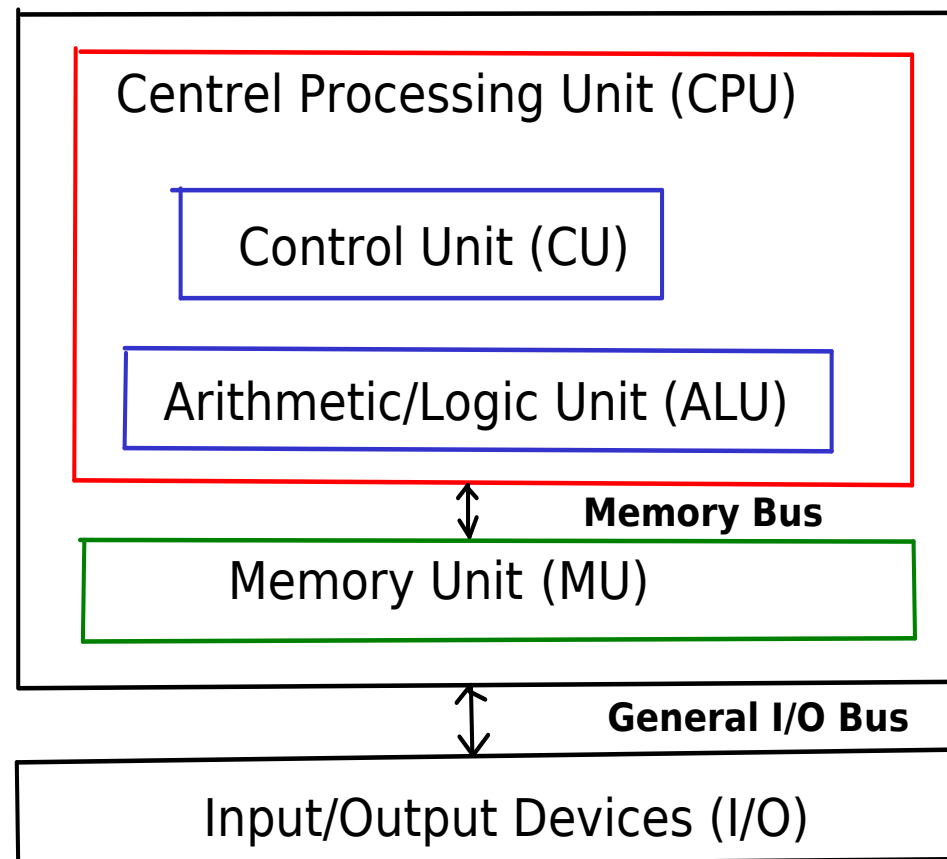 Centrel Processing Unit (CPU)
Control Unit (CU)
Arithmetic/Logic Unit (ALU)
Memory Bus
Memory Unit (MU)
General I/O Bus
Input/Output Devices (I/O)